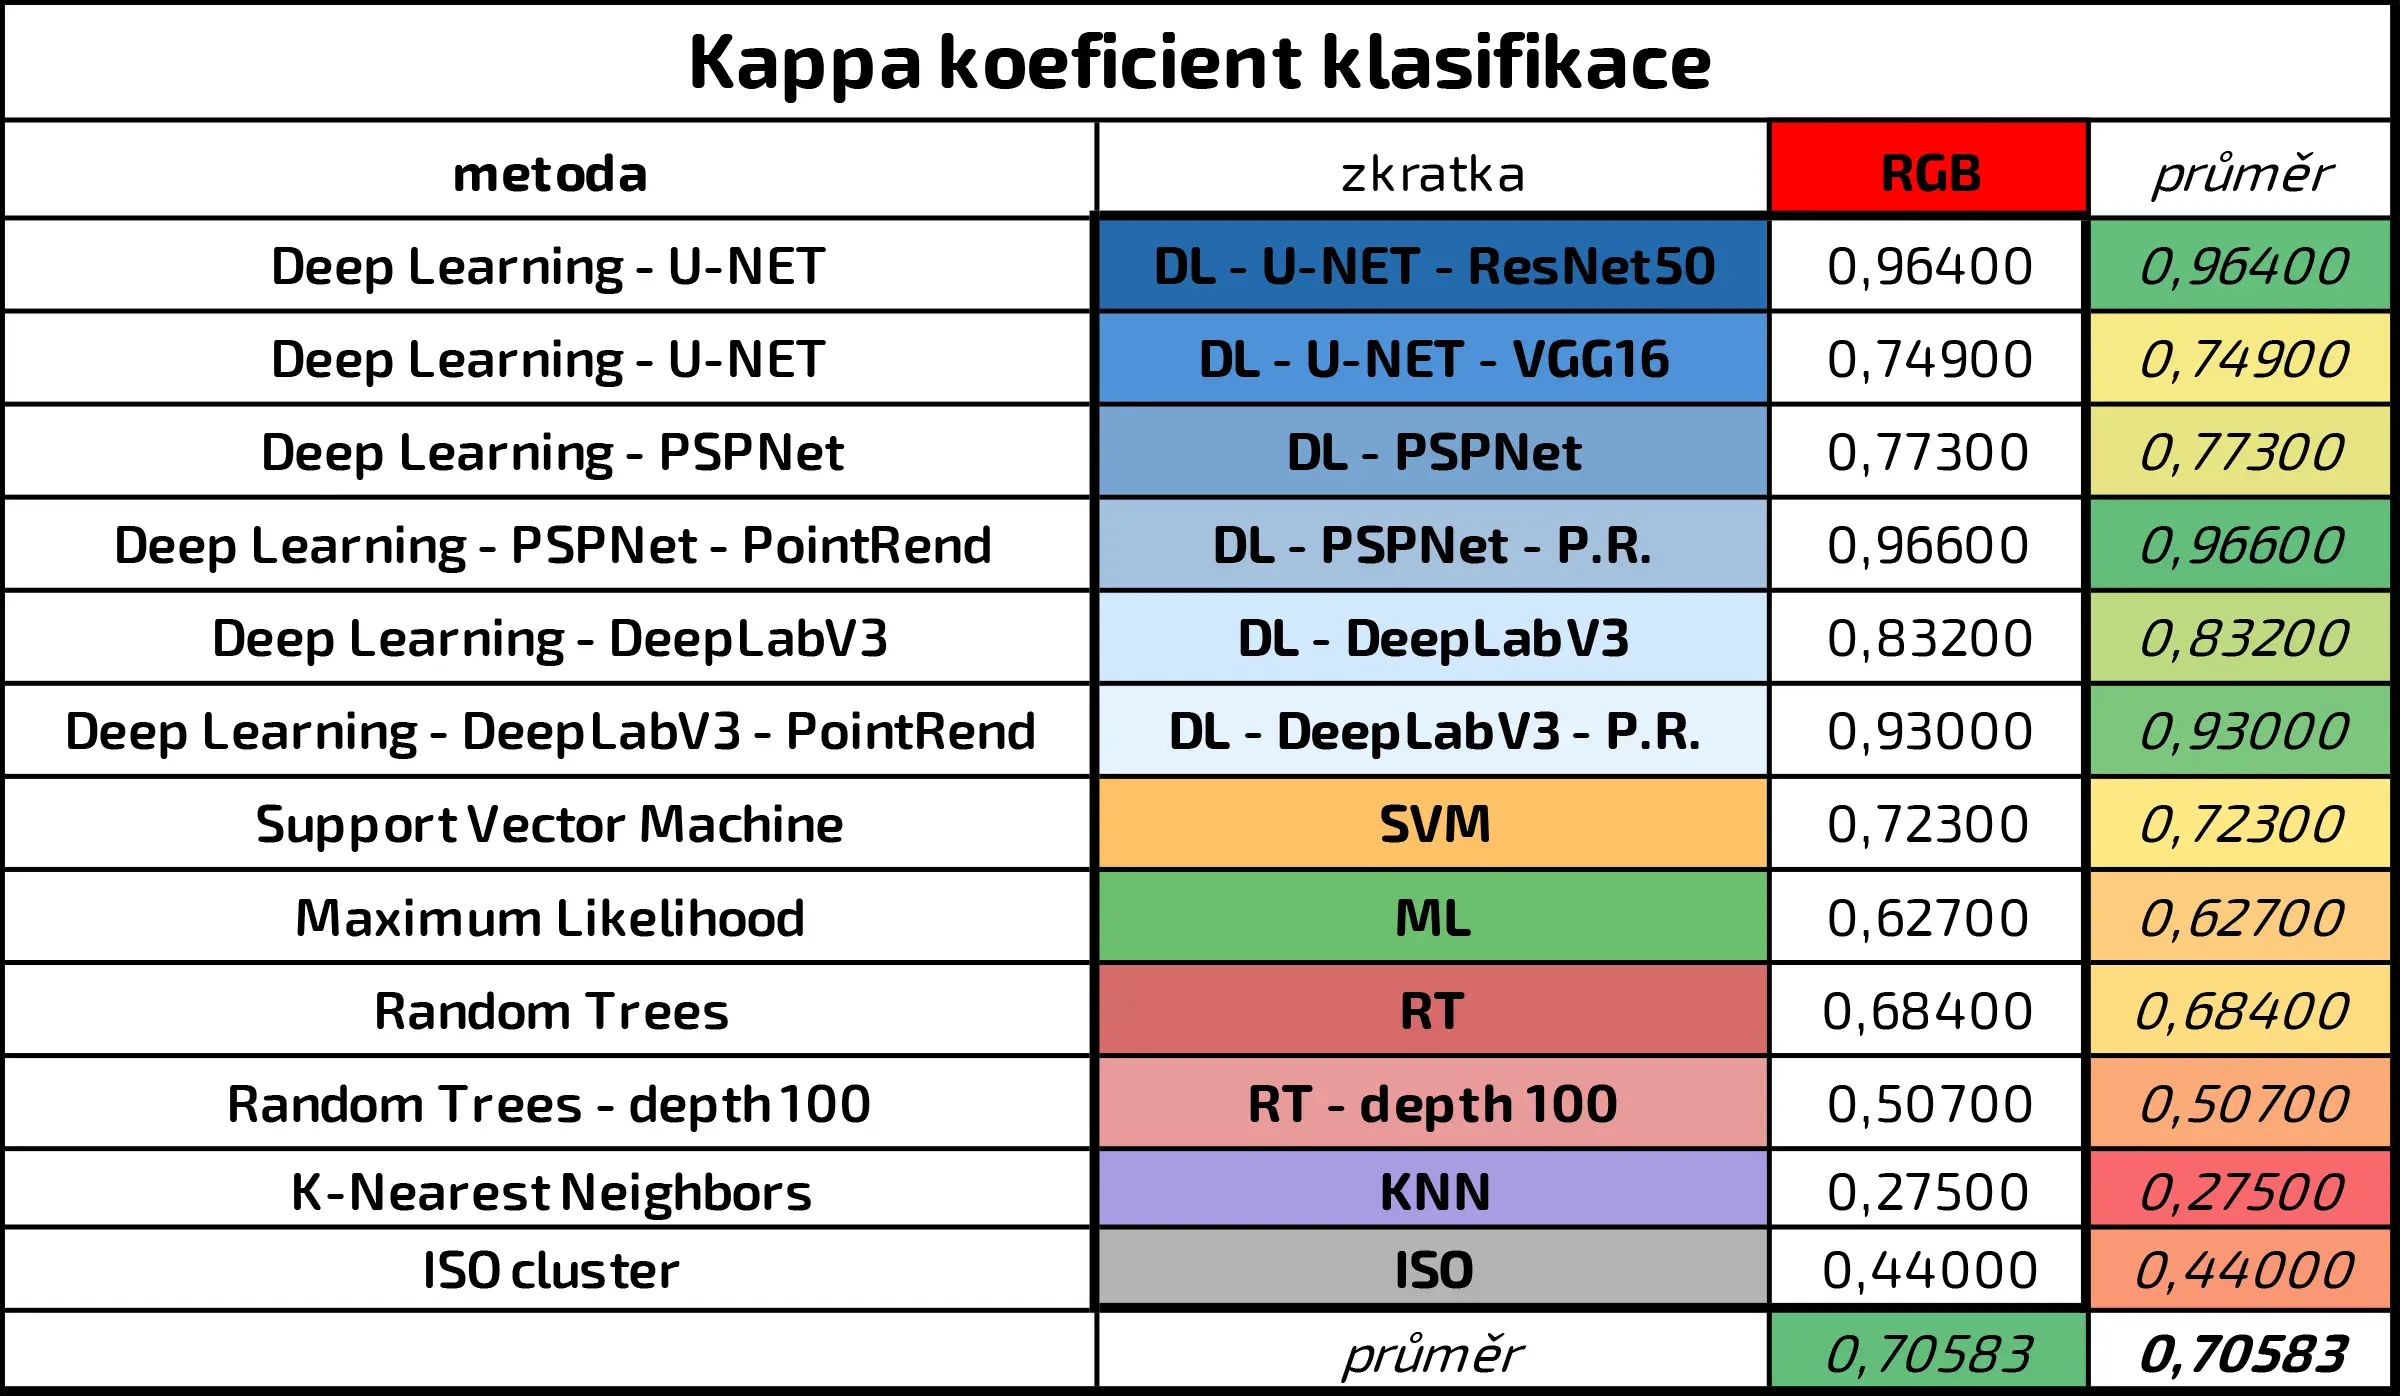 Kappa koeficient klasifikace
metoda zkratka RGB průměr
Deep Learning - U-NET DL - U-NET - ResNet50 0,96400 0,96400
Deep Learning - U-NET DL - U-NET - VGG16 0,74900 0,74900
Deep Learning - PSPNet DL - PSPNet 0,77300 0,77300
Deep Learning - PSPNet - PointRend DL - PSPNet - P.R. 0,96600 0,96600
Deep Learning - DeepLabV3 DL - DeepLabV3 0,83200 0,83200
Deep Learning - DeepLabV3 - PointRend DL - DeepLabV3 - P.R. 0,93000 0,93000
Support Vector Machine SVM 0,72300 0,72300
Maximum Likelihood ML 0,62700 0,62700
Random Trees RT 0,68400 0,68400
Random Trees - depth 100 RT - depth 100 0,50700 0,50700
K-Nearest Neighbors KNN 0,27500 0,27500
ISO cluster ISO 0,44000 0,44000
průměr 0,70583 0,70583